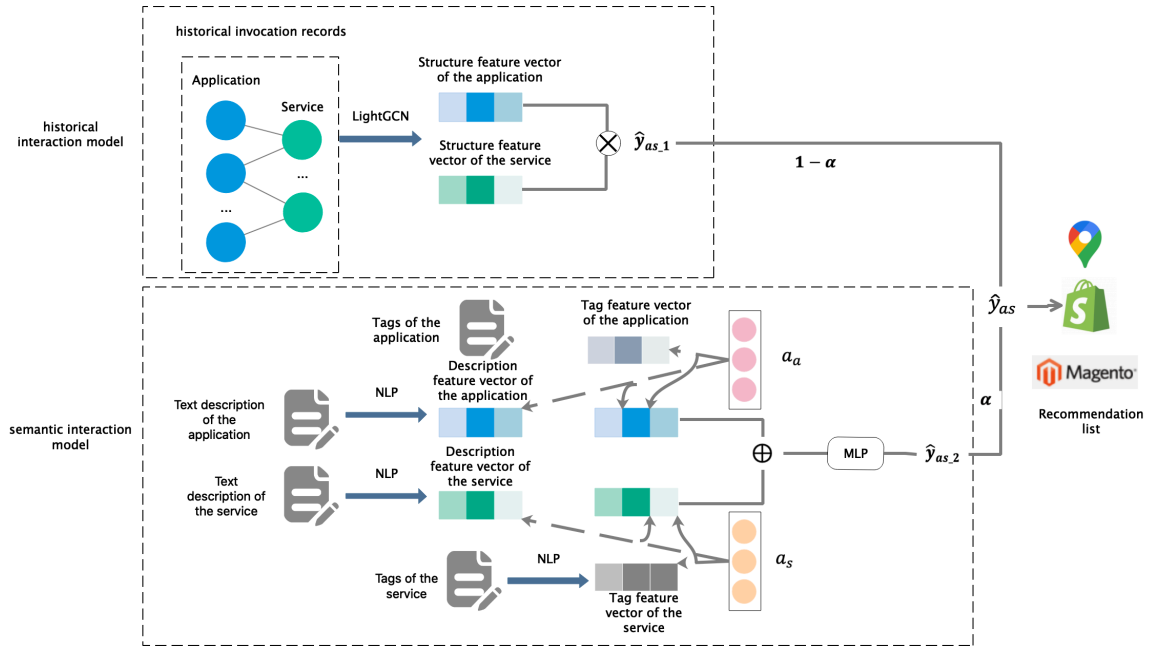 historical invocation records
Application
Service
...
...
LightGCN
Structure feature vector
of the application
Structure feature
vector of the service
ŷas_1
1 − α
historical
interaction model
Tags of the
application
Tag feature vector
of the application
aa
Description
feature vector of
the application
NLP
Text description
of the
application
semantic interaction
model
Description
feature vector of
the service
NLP
Text
description of
the service
MLP
ŷas_2
α
ŷas
S
Magento
Recommendation
list
as
Tags of the
service
NLP
Tag feature
vector of the
service